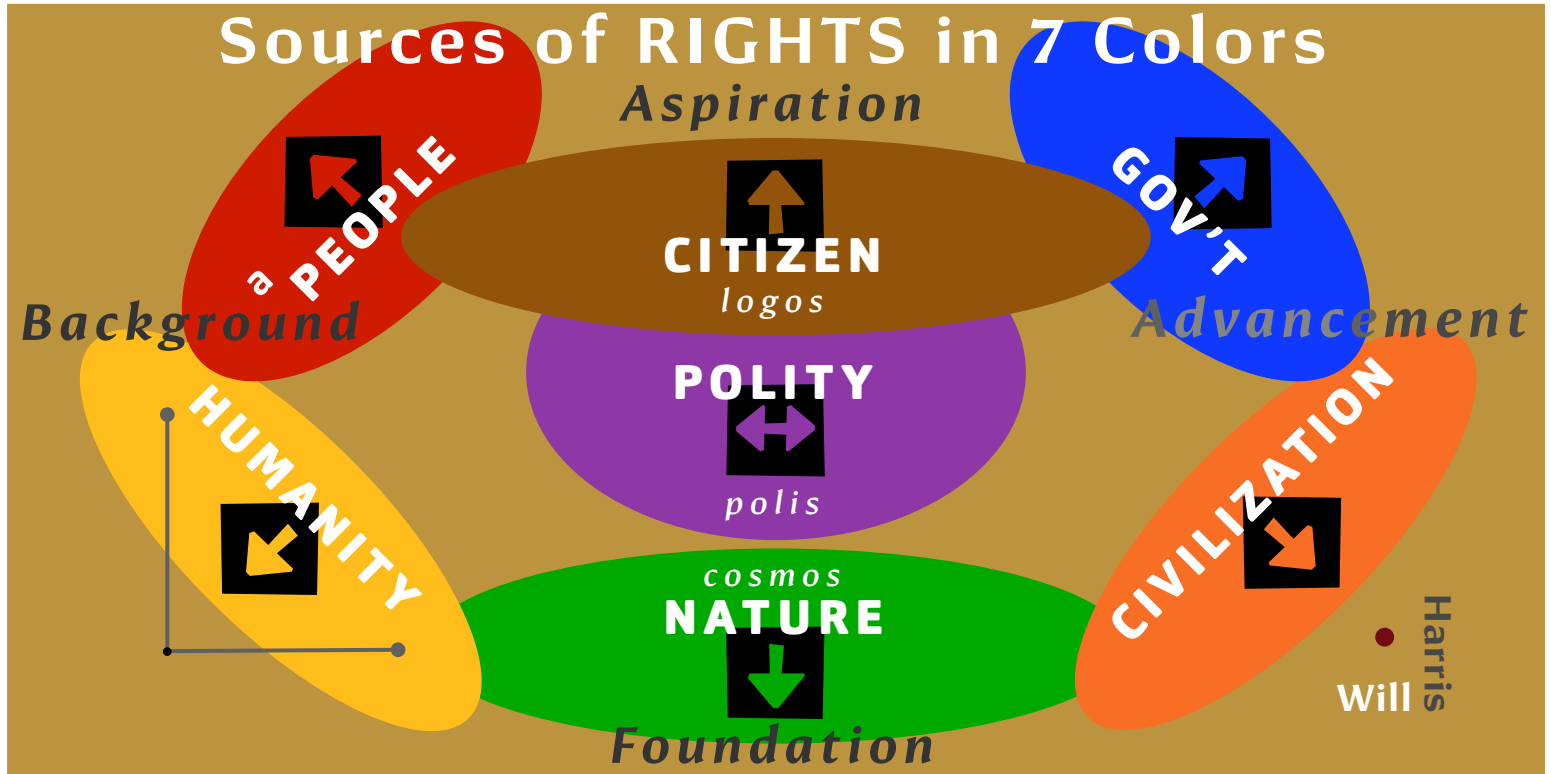 Sources of RIGHTS in 7 Colors
Aspiration
a PEOPLE
GOV'T
CITIZEN
logos
Background
Advancement
POLITY
polis
HUMANITY
CIVILIZATION
cosmos
NATURE
Foundation
Will
Harris